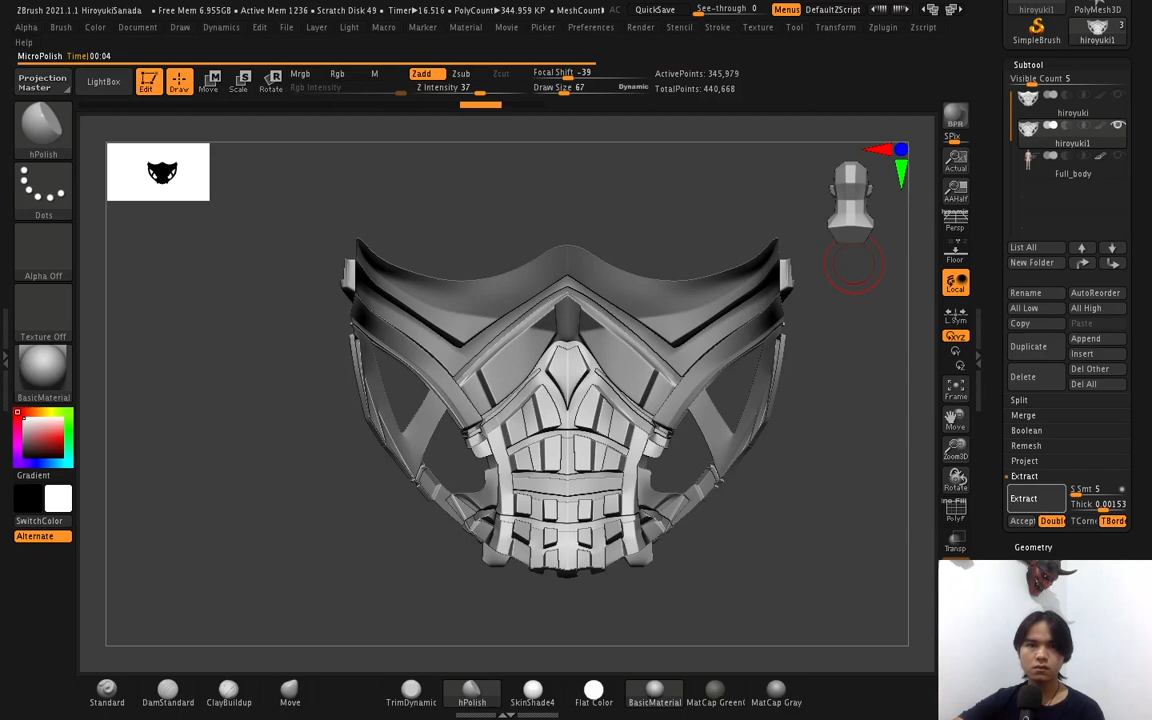 ZBrush 2021.1.1 HiroyukiSanada • Free Mem 6.955GB • Active Mem 1236 • Scratch Disk 49 • Timer▶16.516 • PolyCount▶344.959 KP • MeshCount▶ AC QuickSave See-through 0 Menus DefaultZScript
hiroyuki1 PolyMesh3D
Alpha Brush Color Document Draw Dynamics Edit File Layer Light Macro Marker Material Movie Picker Preferences Render Stencil Stroke Texture Tool Transform Zplugin Zscript
Help
SimpleBrush 3 hiroyuki1
MicroPolish Time|00:04
Projection Master LightBox Edit Draw Move Scale Rotate
Mrgb Rgb M Zadd Zsub Zcut Focal Shift -39 ActivePoints: 345,979
Rgb Intensity Z Intensity 37 Draw Size 67 Dynamic TotalPoints: 440,668
Subtool
Visible Count 5
hiroyuki
hiroyuki1
Full_body
hPolish
Dots
Alpha Off
Texture Off
BasicMaterial
Gradient
SwitchColor
Alternate
BPR
SPix
Actual
AAHalf
Dynamic
Persp
Floor
Local
L.Sym
XYZ
Frame
Move
Zoom3D
Rotate
PolyF
Transp
List All
New Folder
Rename AutoReorder
All Low All High
Copy Paste
Duplicate Append
Insert
Delete Del Other
Del All
Split
Merge
Boolean
Remesh
Project
Extract
Extract S Smt 5
Thick 0.00153
Accept Double TCorne TBorde
Geometry
Standard DamStandard ClayBuildup Move TrimDynamic hPolish SkinShade4 Flat Color BasicMaterial MatCap Green MatCap Gray